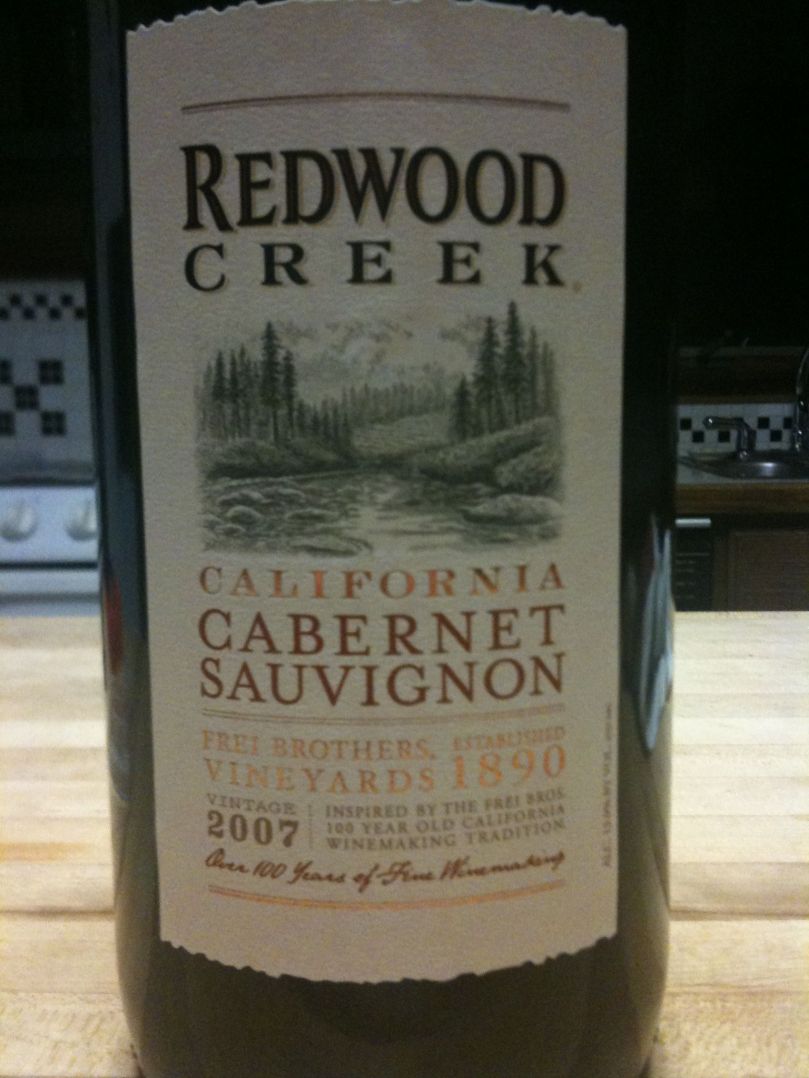 REDWOOD
CREEK
CALIFORNIA
CABERNET
SAUVIGNON
FREI BROTHERS, ESTABLISHED
VINEYARDS 1890
VINTAGE
2007
INSPIRED BY THE FREI BROS.
100 YEAR OLD CALIFORNIA
WINEMAKING TRADITION
Over 100 Years of Fine Winemaking